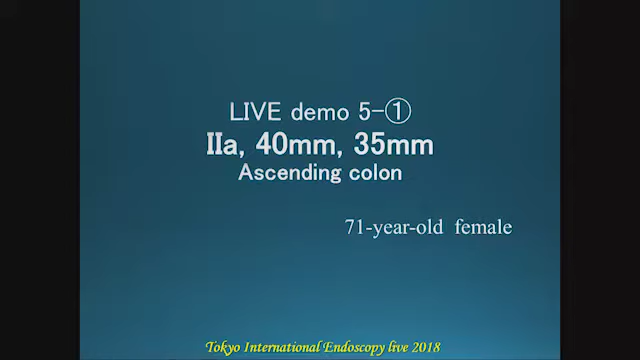 LIVE demo 5-①
IIa, 40mm, 35mm
Ascending colon
71-year-old female
Tokyo International Endoscopy live 2018